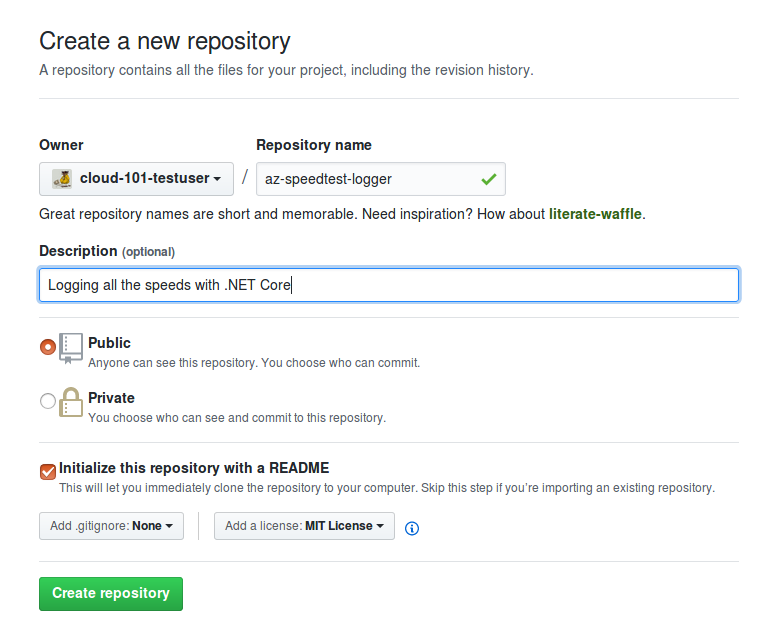 Create a new repository
A repository contains all the files for your project, including the revision history.
Owner Repository name
cloud-101-testuser / az-speedtest-logger
Great repository names are short and memorable. Need inspiration? How about literate-waffle.
Description (optional)
Logging all the speeds with .NET Core
Public
Anyone can see this repository. You choose who can commit.
Private
You choose who can see and commit to this repository.
Initialize this repository with a README
This will let you immediately clone the repository to your computer. Skip this step if you’re importing an existing repository.
Add .gitignore: None Add a license: MIT License
Create repository